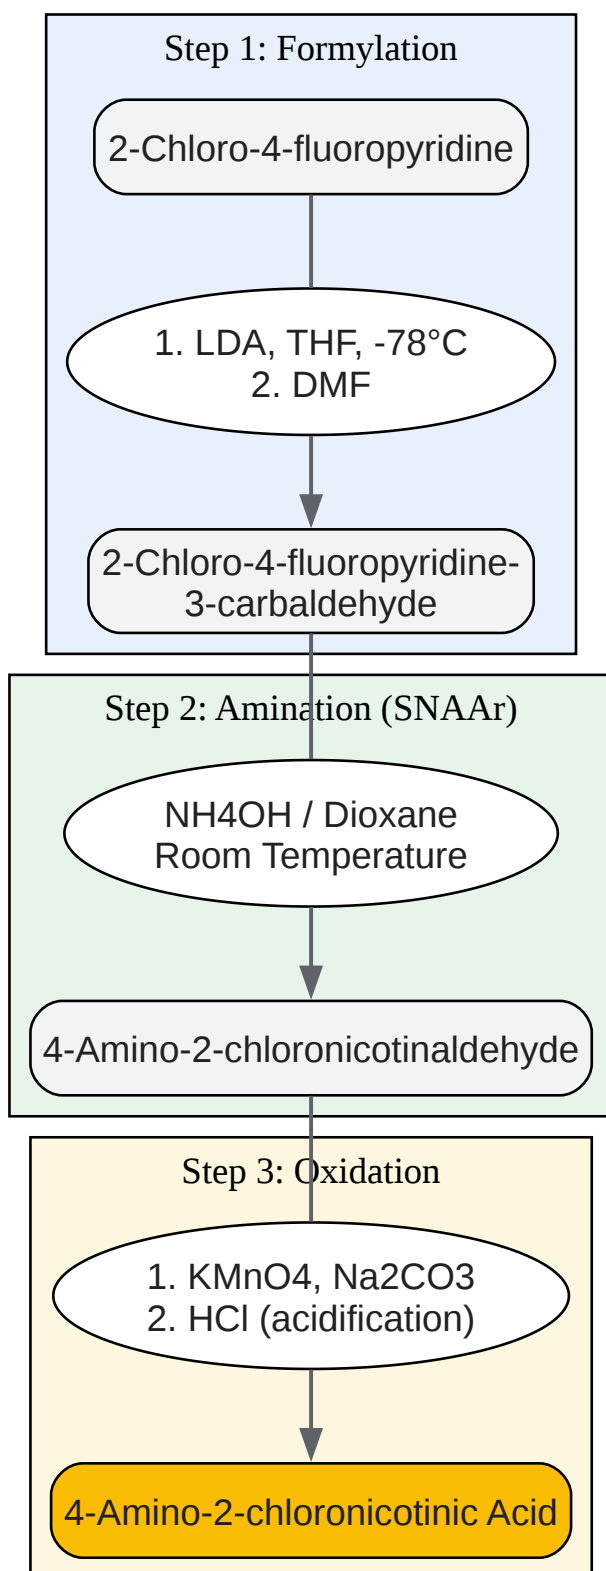 Step 1: Formylation
2-Chloro-4-fluoropyridine
1. LDA, THF, -78°C
2. DMF
2-Chloro-4-fluoropyridine-
3-carbaldehyde
Step 2: Amination (SNAAr)
NH4OH / Dioxane
Room Temperature
4-Amino-2-chloronicotinaldehyde
Step 3: Oxidation
1. KMnO4, Na2CO3
2. HCl (acidification)
4-Amino-2-chloronicotinic Acid